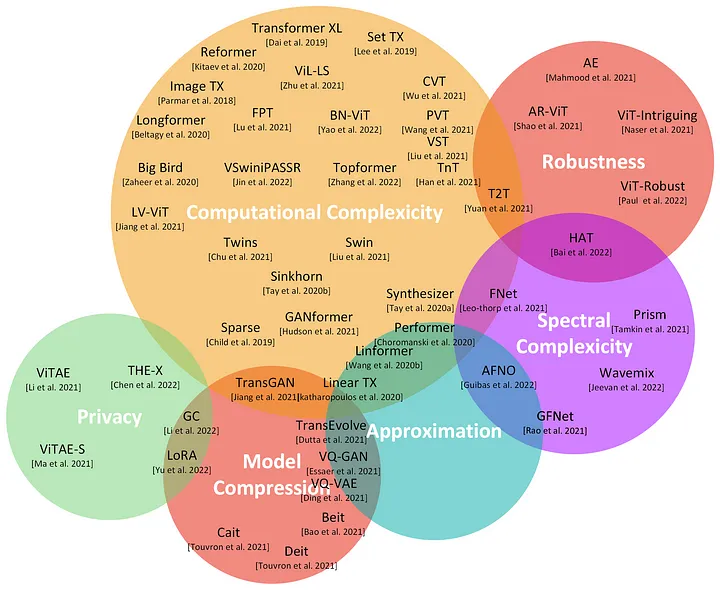 Transformer XL
[Dai et al. 2019]
Set TX
[Lee et al. 2019]
Reformer
[Kitaev et al. 2020]
ViL-LS
[Zhu et al. 2021]
Image TX
[Parmar et al. 2018]
CVT
[Wu et al. 2021]
Longformer
[Beltagy et al. 2020]
FPT
[Lu et al. 2021]
BN-ViT
[Yao et al. 2022]
PVT
[Wang et al. 2021]
VST
[Liu et al. 2021]
Big Bird
[Zaheer et al. 2020]
VSwiniPASSR
[Jin et al. 2022]
Topformer
[Zhang et al. 2022]
TnT
[Han et al. 2021]
T2T
[Yuan et al. 2021]
LV-ViT
[Jiang et al. 2021]
Computational Complexicity
Twins
[Chu et al. 2021]
Swin
[Liu et al. 2021]
Sinkhorn
[Tay et al. 2020b]
Synthesizer
[Tay et al. 2020a]
GANformer
[Hudson et al. 2021]
Sparse
[Child et al. 2019]
Performer
[Choromanski et al. 2020]
Linformer
[Wang et al. 2020b]
TransGAN
[Jiang et al. 2021]
Linear TX
[katharopoulos et al. 2020]
AE
[Mahmood et al. 2021]
AR-ViT
[Shao et al. 2021]
ViT-Intriguing
[Naser et al. 2021]
Robustness
ViT-Robust
[Paul et al. 2022]
HAT
[Bai et al. 2022]
FNet
[Leo-thorp et al. 2021]
Spectral
Complexicity
Prism
[Tamkin et al. 2021]
Wavemix
[Jeevan et al. 2022]
AFNO
[Guibas et al. 2022]
GFNet
[Rao et al. 2021]
Approximation
TransEvolve
[Dutta et al. 2021]
VQ-GAN
[Essaer et al. 2021]
VQ-VAE
[Ding et al. 2021]
Model
Compression
Beit
[Bao et al. 2021]
Cait
[Touvron et al. 2021]
Deit
[Touvron et al. 2021]
GC
[Li et al. 2022]
LoRA
[Yu et al. 2022]
Privacy
ViTAE
[Li et al. 2021]
THE-X
[Chen et al. 2022]
ViTAE-S
[Ma et al. 2021]